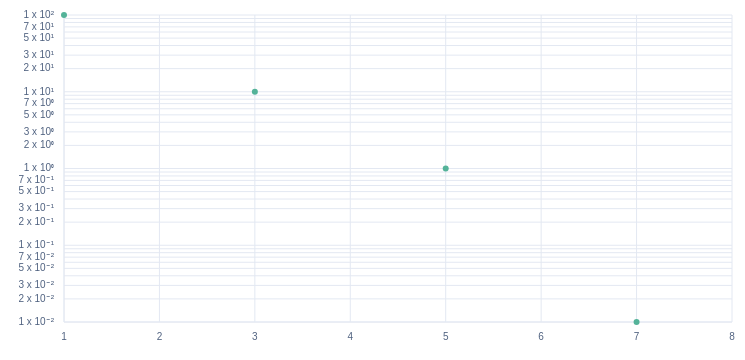 1 x 10²
7 x 10¹
5 x 10¹
3 x 10¹
2 x 10¹
1 x 10¹
7 x 10⁰
5 x 10⁰
3 x 10⁰
2 x 10⁰
1 x 10⁰
7 x 10⁻¹
5 x 10⁻¹
3 x 10⁻¹
2 x 10⁻¹
1 x 10⁻¹
7 x 10⁻²
5 x 10⁻²
3 x 10⁻²
2 x 10⁻²
1 x 10⁻²
1 2 3 4 5 6 7 8